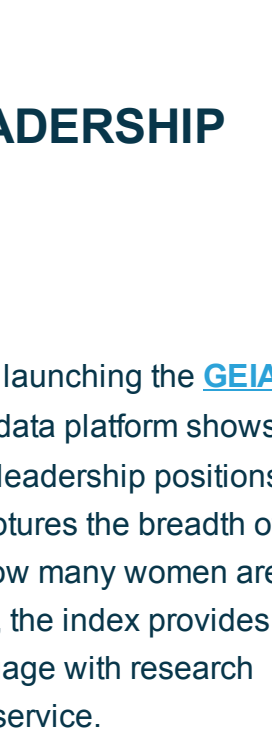 ADERSHIP
launching the GEIA
data platform shows
leadership positions
ptures the breadth o
ow many women are
, the index provides
age with research
service.